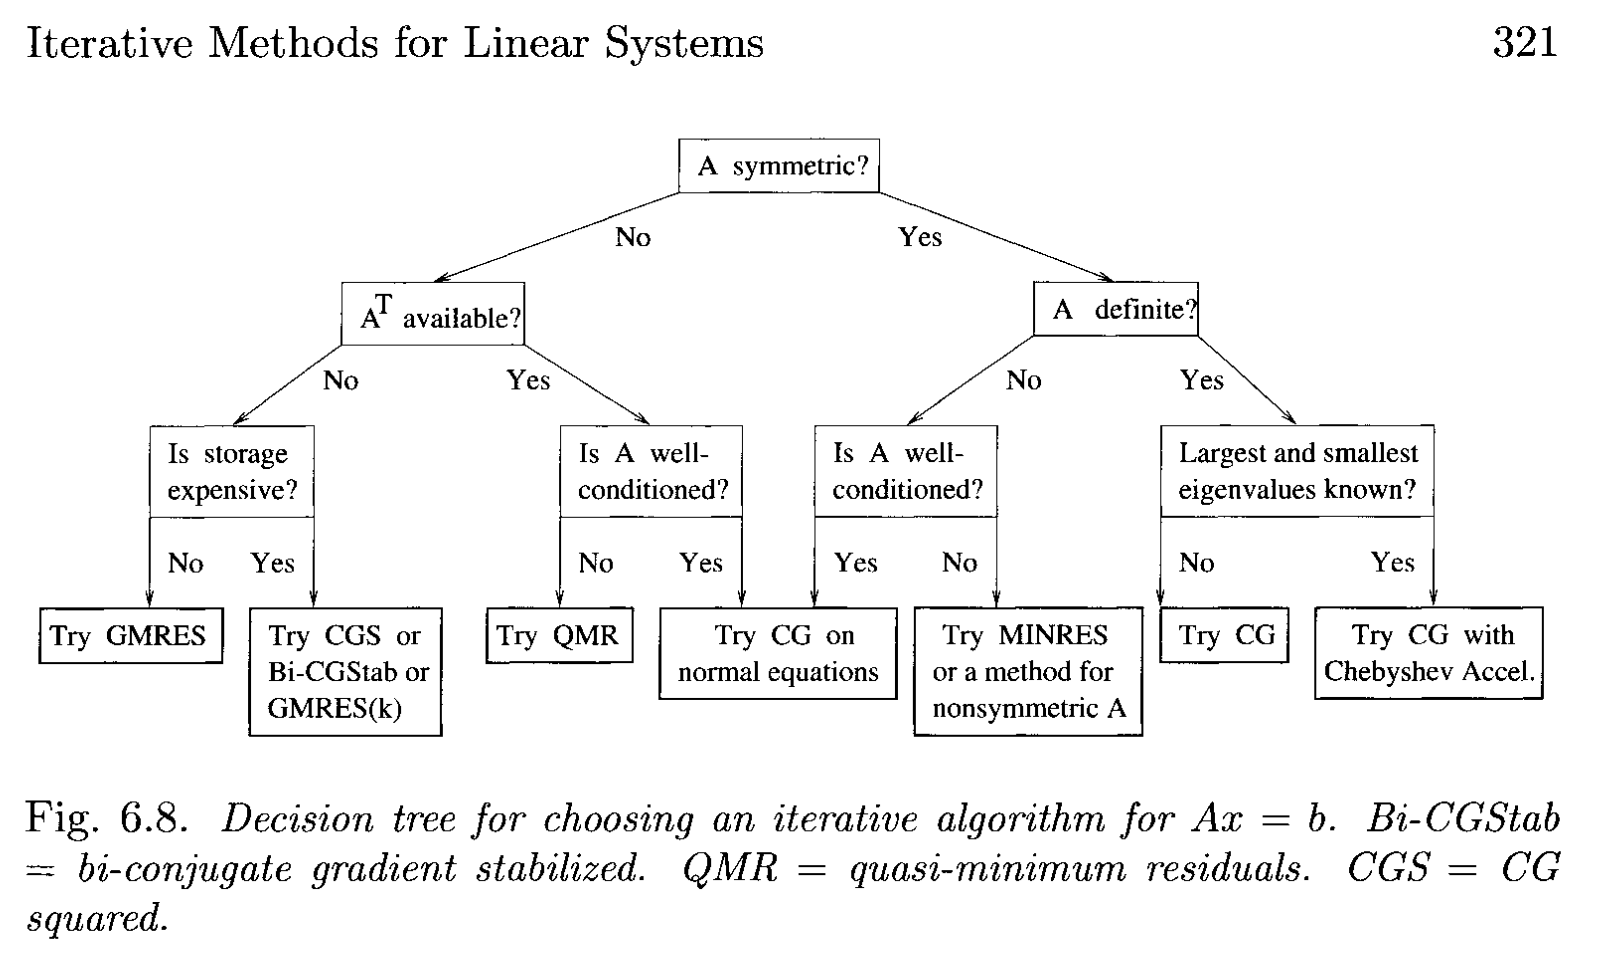 Iterative Methods for Linear Systems 321
A symmetric?
No Yes
A^T available? A definite?
No Yes No Yes
Is storage
expensive?
Is A well-
conditioned?
Is A well-
conditioned?
Largest and smallest
eigenvalues known?
No Yes No Yes Yes No No Yes
Try GMRES
Try CGS or
Bi-CGStab or
GMRES(k)
Try QMR
Try CG on
normal equations
Try MINRES
or a method for
nonsymmetric A
Try CG
Try CG with
Chebyshev Accel.
Fig. 6.8. Decision tree for choosing an iterative algorithm for Ax = b. Bi-CGStab
= bi-conjugate gradient stabilized. QMR = quasi-minimum residuals. CGS = CG
squared.